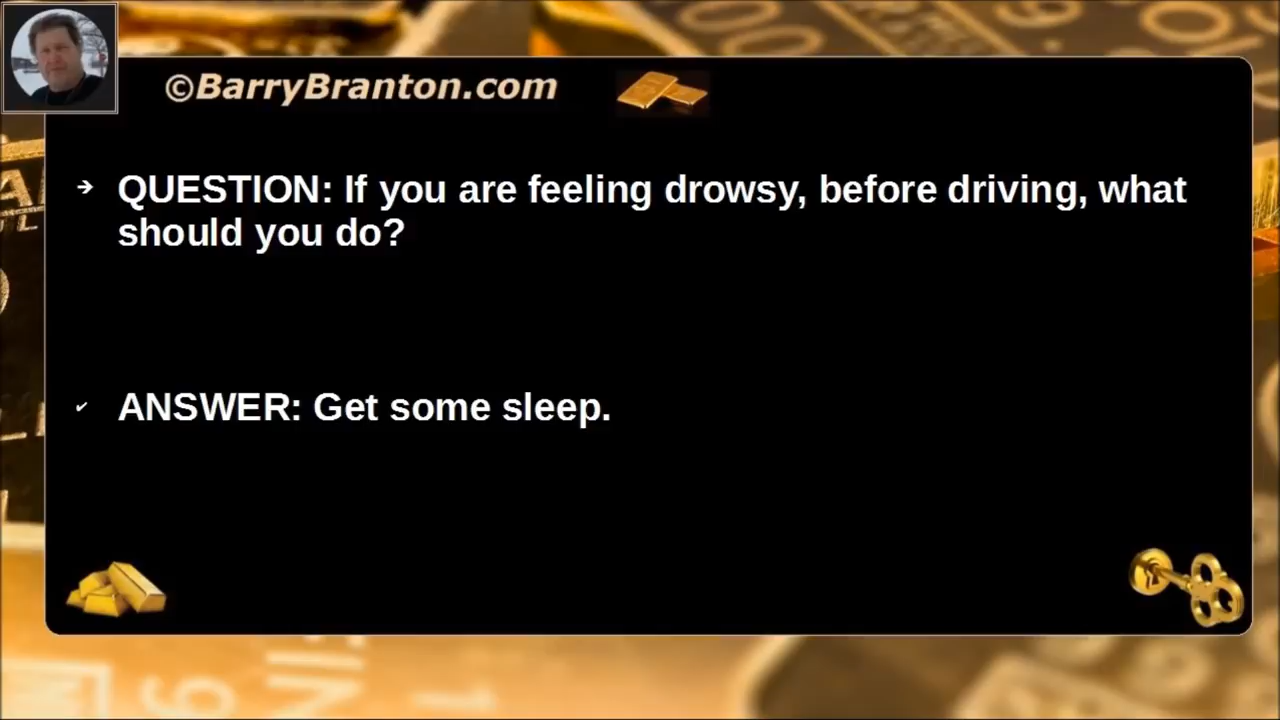 ©BarryBranton.com
QUESTION: If you are feeling drowsy, before driving, what
should you do?
ANSWER: Get some sleep.